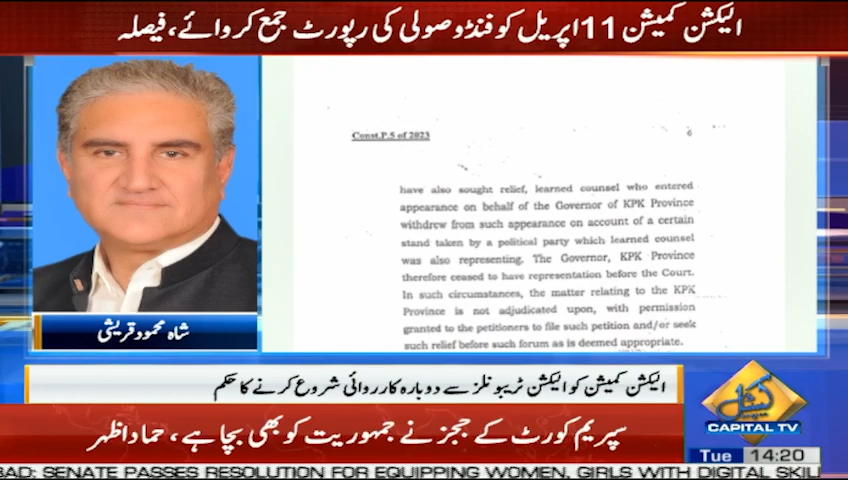 الیکشن کمیشن 11 اپریل کو فنڈ وصولی کی رپورٹ جمع کروائے، فیصلہ
Const.P.5 of 2023
6
have also sought relief, learned counsel who entered
appearance on behalf of the Governor of KPK Province
withdrew from such appearance on account of a certain
stand taken by a political party which learned counsel
was also representing. The Governor, KPK Province
therefore ceased to have representation before the Court.
In such circumstances, the matter relating to the KPK
Province is not adjudicated upon, with permission
granted to the petitioners to file such petition and/or seek
such relief before such forum as is deemed appropriate.
شاہ محمود قریشی
الیکشن کمیشن کو الیکشن ٹریبونلز سے دوبارہ کارروائی شروع کرنے کا حکم
کیپیٹل
CAPITAL TV
سپریم کورٹ کے ججز نے جمہوریت کو بھی بچا ہے، حماد اظہر
Tue 14:20
BAD: SENATE PASSES RESOLUTION FOR EQUIPPING WOMEN, GIRLS WITH DIGITAL SKIL